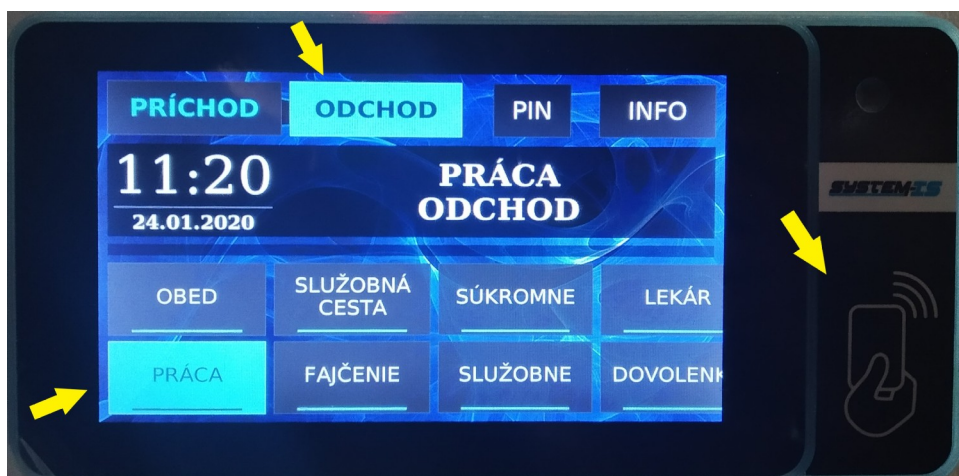 PRÍCHOD ODCHOD PIN INFO
11:20
24.01.2020
PRÁCA
ODCHOD
SYSTEM-IS
OBED SLUŽOBNÁ CESTA SÚKROMNE LEKÁR
PRÁCA FAJČENIE SLUŽOBNE DOVOLENK